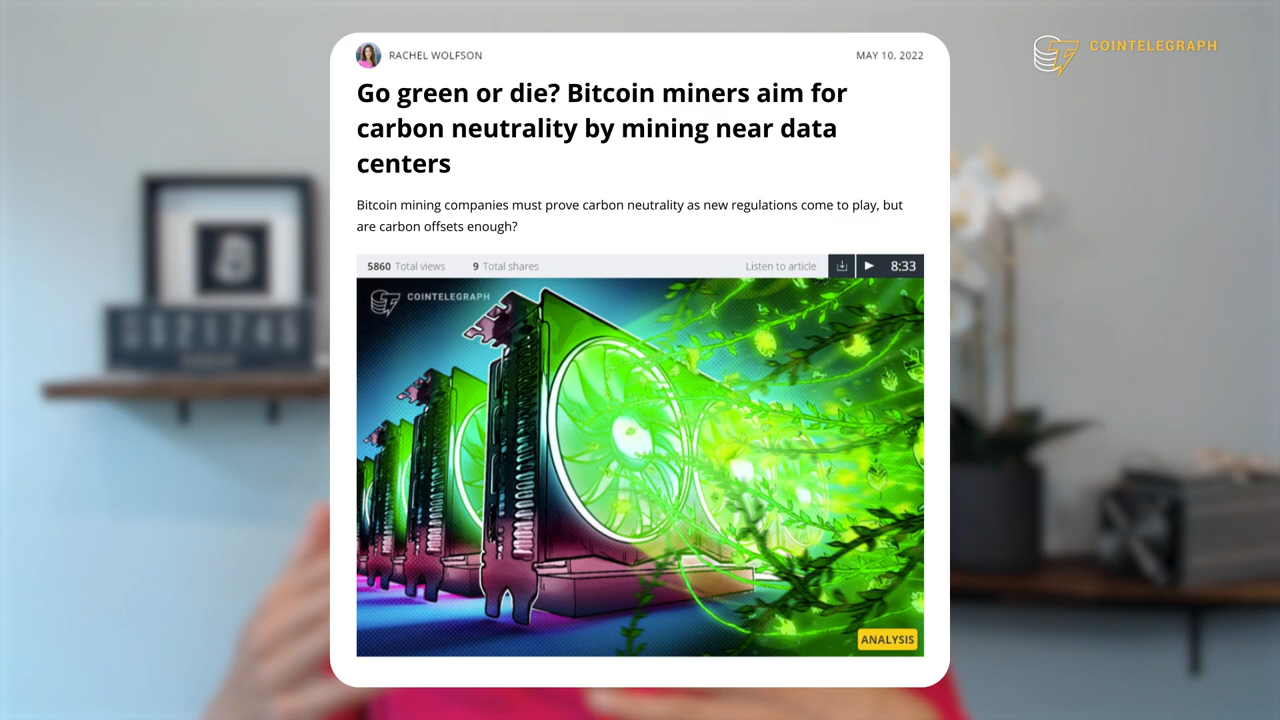 RACHEL WOLFSON
MAY 10, 2022
COINTELEGRAPH
Go green or die? Bitcoin miners aim for
carbon neutrality by mining near data
centers
Bitcoin mining companies must prove carbon neutrality as new regulations come to play, but
are carbon offsets enough?
5860 Total views 9 Total shares
Listen to article
8:33
COINTELEGRAPH
ANALYSIS